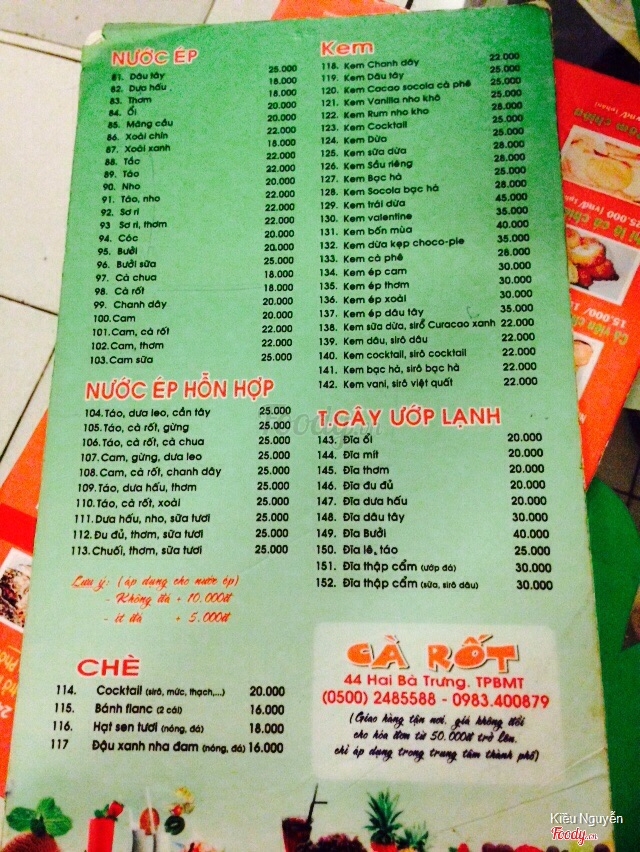 NƯỚC ÉP
81. Dâu tây 25.000
82. Dưa hấu 18.000
83. Thơm 18.000
84. Ổi 20.000
85. Mãng cầu 20.000
86. Xoài chín 22.000
87. Xoài xanh 18.000
88. Tắc 22.000
89. Táo 20.000
90. Nho 20.000
91. Táo, nho 22.000
92. Sơ ri 22.000
93 Sơ ri, thơm 22.000
94. Cóc 20.000
95. Bưởi 20.000
96. Bưởi sữa 25.000
97. Cà chua 18.000
98. Cà rốt 18.000
99. Chanh dây 20.000
100. Cam 20.000
101. Cam, cà rốt 22.000
102. Cam, thơm 22.000
103. Cam sữa 25.000
NƯỚC ÉP HỖN HỢP
104. Táo, dưa leo, cần tây 25.000
105. Táo, cà rốt, gừng 25.000
106. Táo, cà rốt, cà chua 25.000
107. Cam, gừng, dưa leo 25.000
108. Cam, cà rốt, chanh dây 25.000
109. Táo, dưa hấu, thơm 25.000
110. Táo, cà rốt, xoài 25.000
111. Dưa hấu, nho, sữa tươi 25.000
112. Đu đủ, thơm, sữa tươi 25.000
113. Chuối, thơm, sữa tươi 25.000
Lưu ý: (áp dụng cho nước ép)
- Không đá + 10.000đ
- ít đá + 5.000đ
CHÈ
114. Cocktail (sirô, mức, thạch,...) 20.000
115. Bánh flanc (2 cái) 16.000
116. Hạt sen tươi (nóng, đá) 18.000
117 Đậu xanh nha đam (nóng, đá) 16.000
Kem
118. Kem Chanh dây 22.000
119. Kem Dâu tây 25.000
120. Kem Cacao socola cà phê 25.000
121. Kem Vanilla nho khô 25.000
122. Kem Rum nho kho 28.000
123. Kem Cocktail 25.000
124. Kem Dừa 25.000
125. Kem sữa dừa 28.000
126. Kem Sầu riêng 28.000
127. Kem Bạc hà 25.000
128. Kem Socola bạc hà 28.000
129. Kem trái dừa 45.000
130. Kem valentine 35.000
131. Kem bốn mùa 40.000
132. Kem dừa kẹp choco-pie 35.000
133. Kem cà phê 28.000
134. Kem ép cam 30.000
135. Kem ép thơm 30.000
136. Kem ép xoài 30.000
137. Kem ép dâu tây 35.000
138. Kem sữa dừa, sirô Curacao xanh 22.000
139. Kem dâu, sirô dâu 22.000
140. Kem cocktail, sirô cocktail 22.000
141. Kem bạc hà, sirô bạc hà 22.000
142. Kem vani, sirô việt quất 22.000
T.CÂY ƯỚP LẠNH
143. Đĩa ổi 20.000
144. Đĩa mít 20.000
145. Đĩa thơm 20.000
146. Đĩa đu đủ 20.000
147. Đĩa dưa hấu 20.000
148. Đĩa dâu tây 30.000
149. Đĩa Bưởi 40.000
150. Đĩa lê, táo 25.000
151. Đĩa thập cẩm (ướp đá) 30.000
152. Đĩa thập cẩm (sữa, sirô dâu) 30.000
CÀ RỐT
44 Hai Bà Trưng. TPBMT
(0500) 2485588 - 0983.400879
(Giao hàng tận nơi, giá không đổi
cho hóa đơn từ 50.000đ trở lên,
chỉ áp dụng trong trung tâm thành phố)
Kiều Nguyễn
Foody.vn